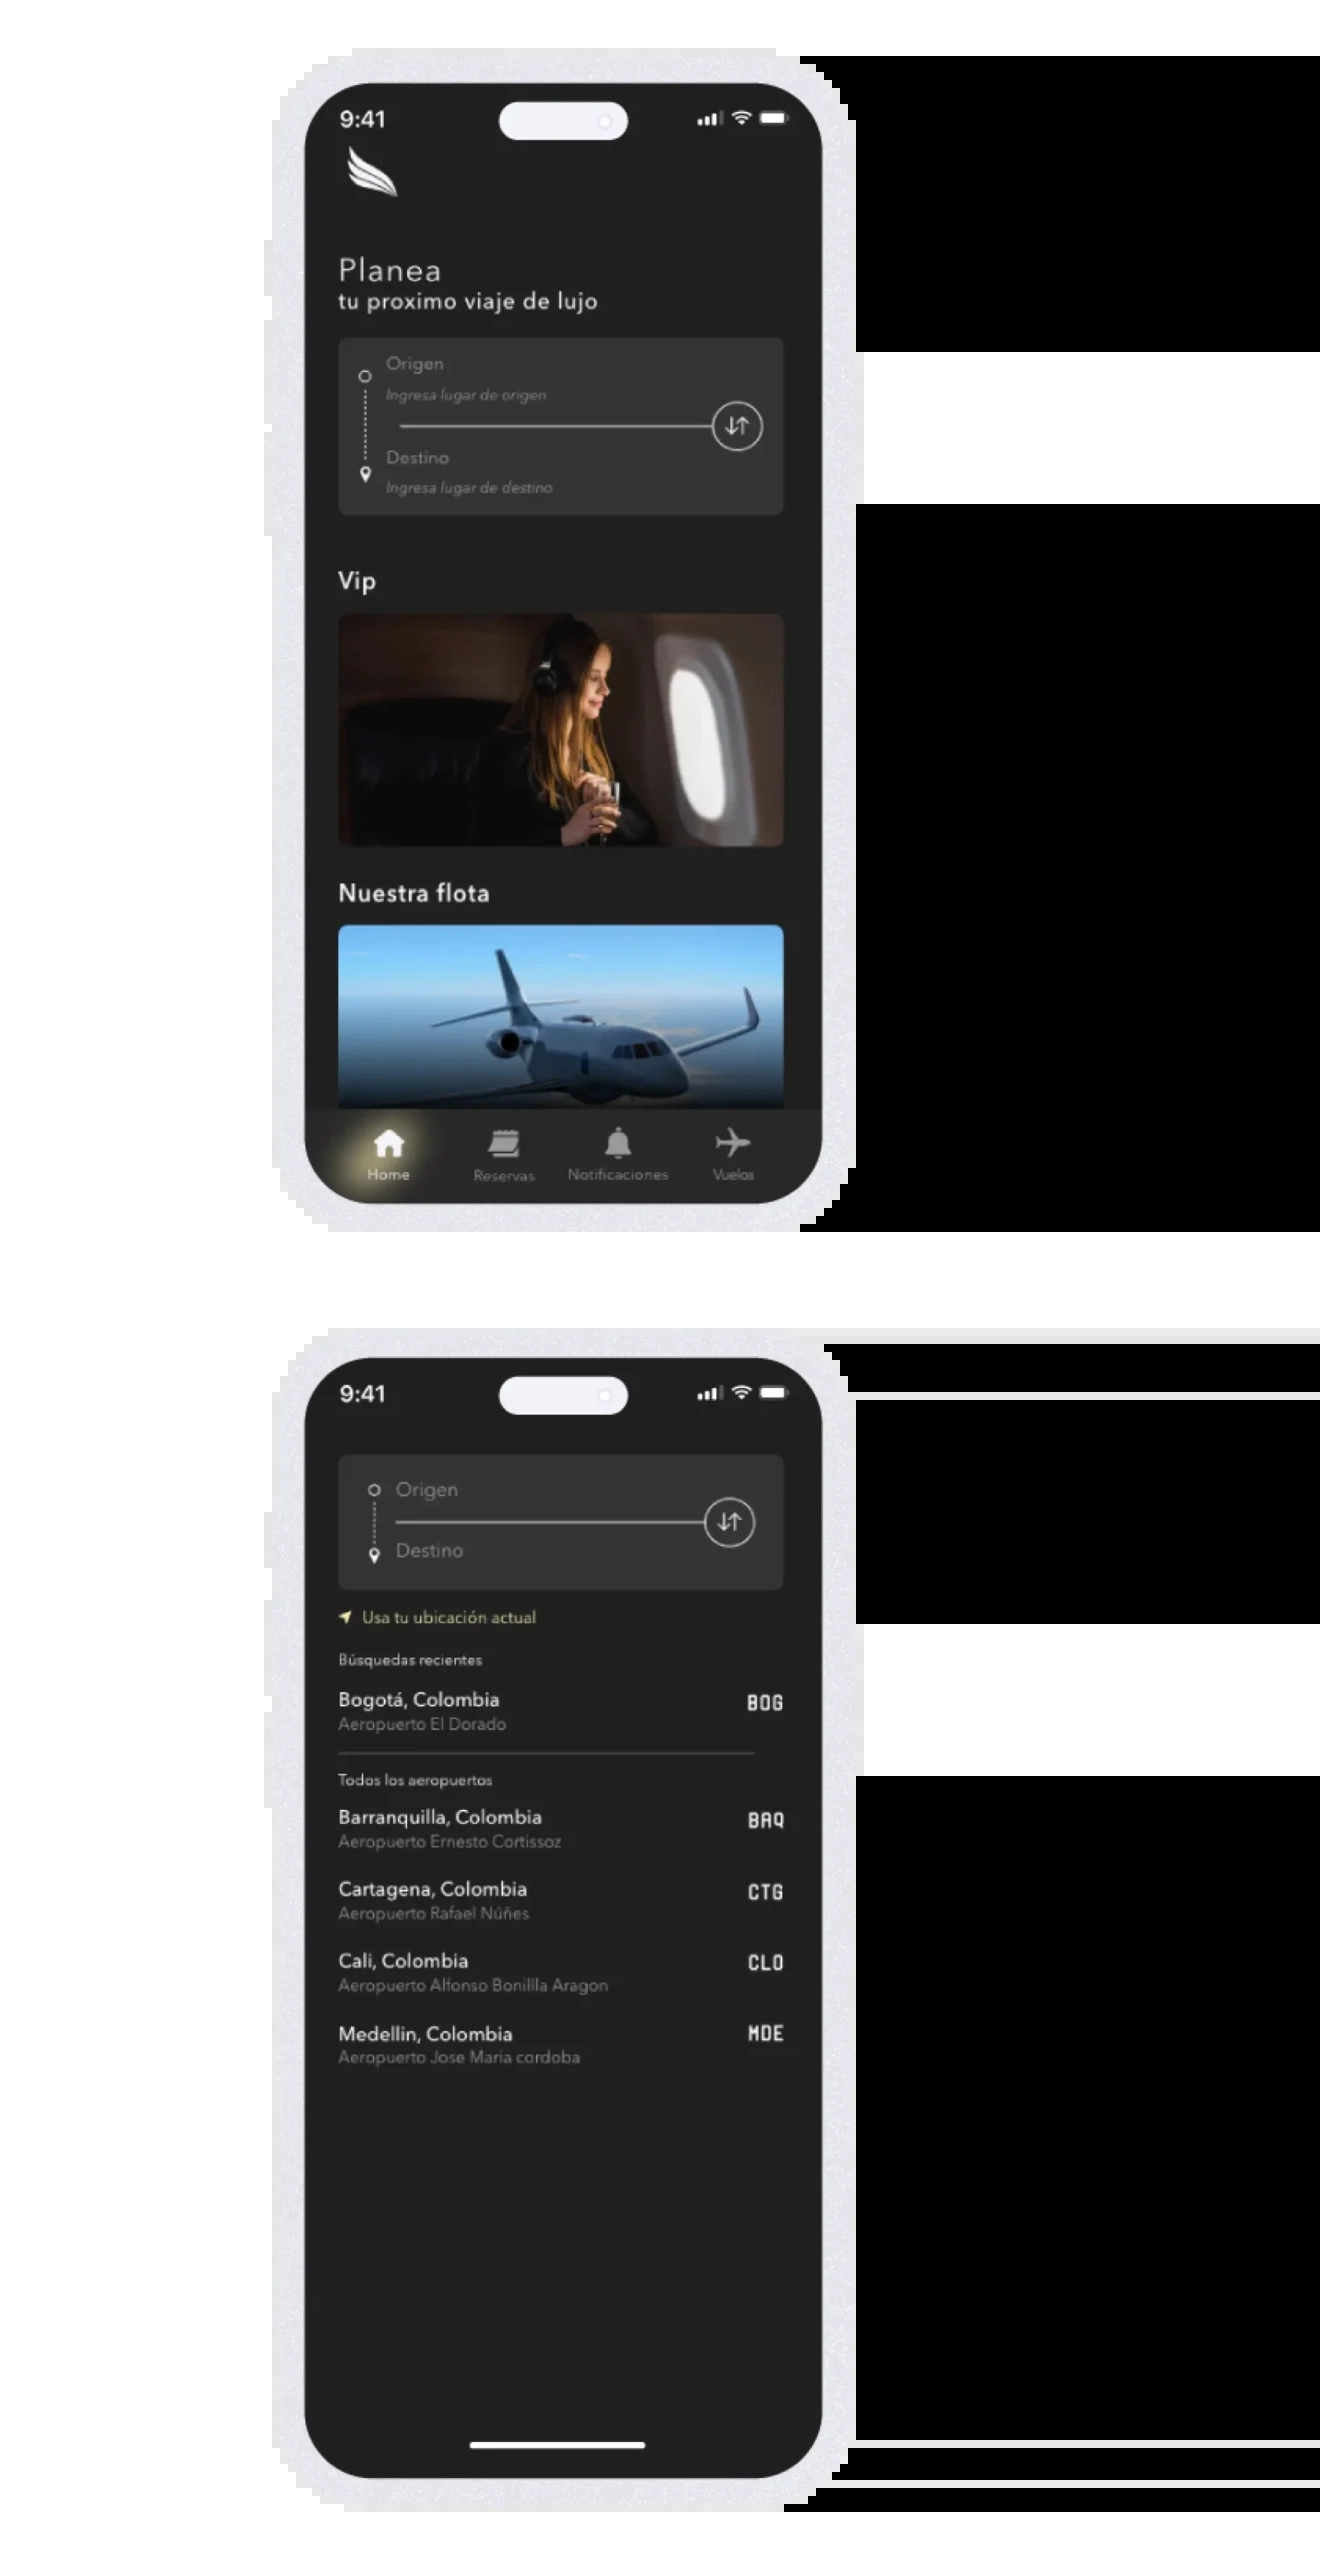 9:41
Planea
tu proximo viaje de lujo
Origen
Ingresa lugar de origen
Destino
Ingresa lugar de destino
Vip
Nuestra flota
Home
Reservas
Notificaciones
Vuelos
9:41
Origen
Destino
Usa tu ubicación actual
Búsquedas recientes
Bogotá, Colombia
BOG
Aeropuerto El Dorado
Todos los aeropuertos
Barranquilla, Colombia
BAQ
Aeropuerto Ernesto Cortissoz
Cartagena, Colombia
CTG
Aeropuerto Rafael Núñes
Cali, Colombia
CLO
Aeropuerto Alfonso Bonillla Aragon
Medellin, Colombia
MDE
Aeropuerto Jose Maria cordoba